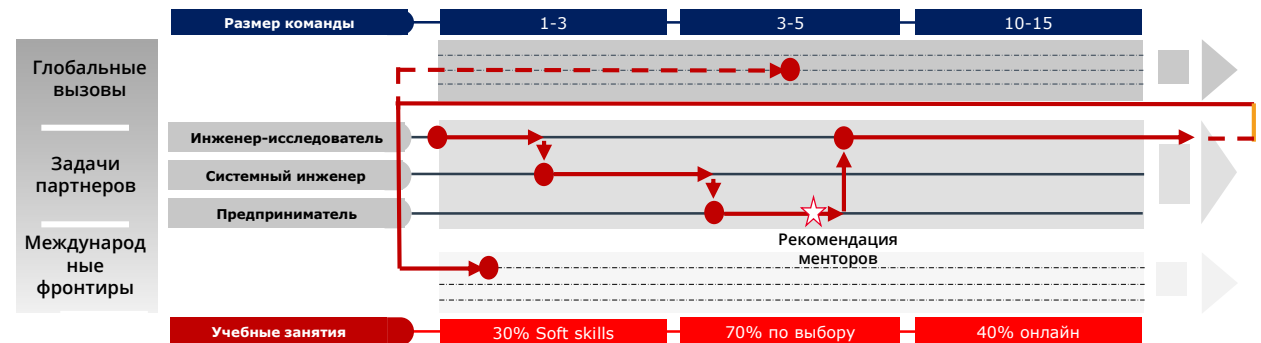 Размер команды
1-3
3-5
10-15
Глобальные
вызовы
Задачи
партнеров
Международ
ные
фронтиры
Инженер-исследователь
Системный инженер
Предприниматель
Рекомендация
менторов
Учебные занятия
30% Soft skills
70% по выбору
40% онлайн